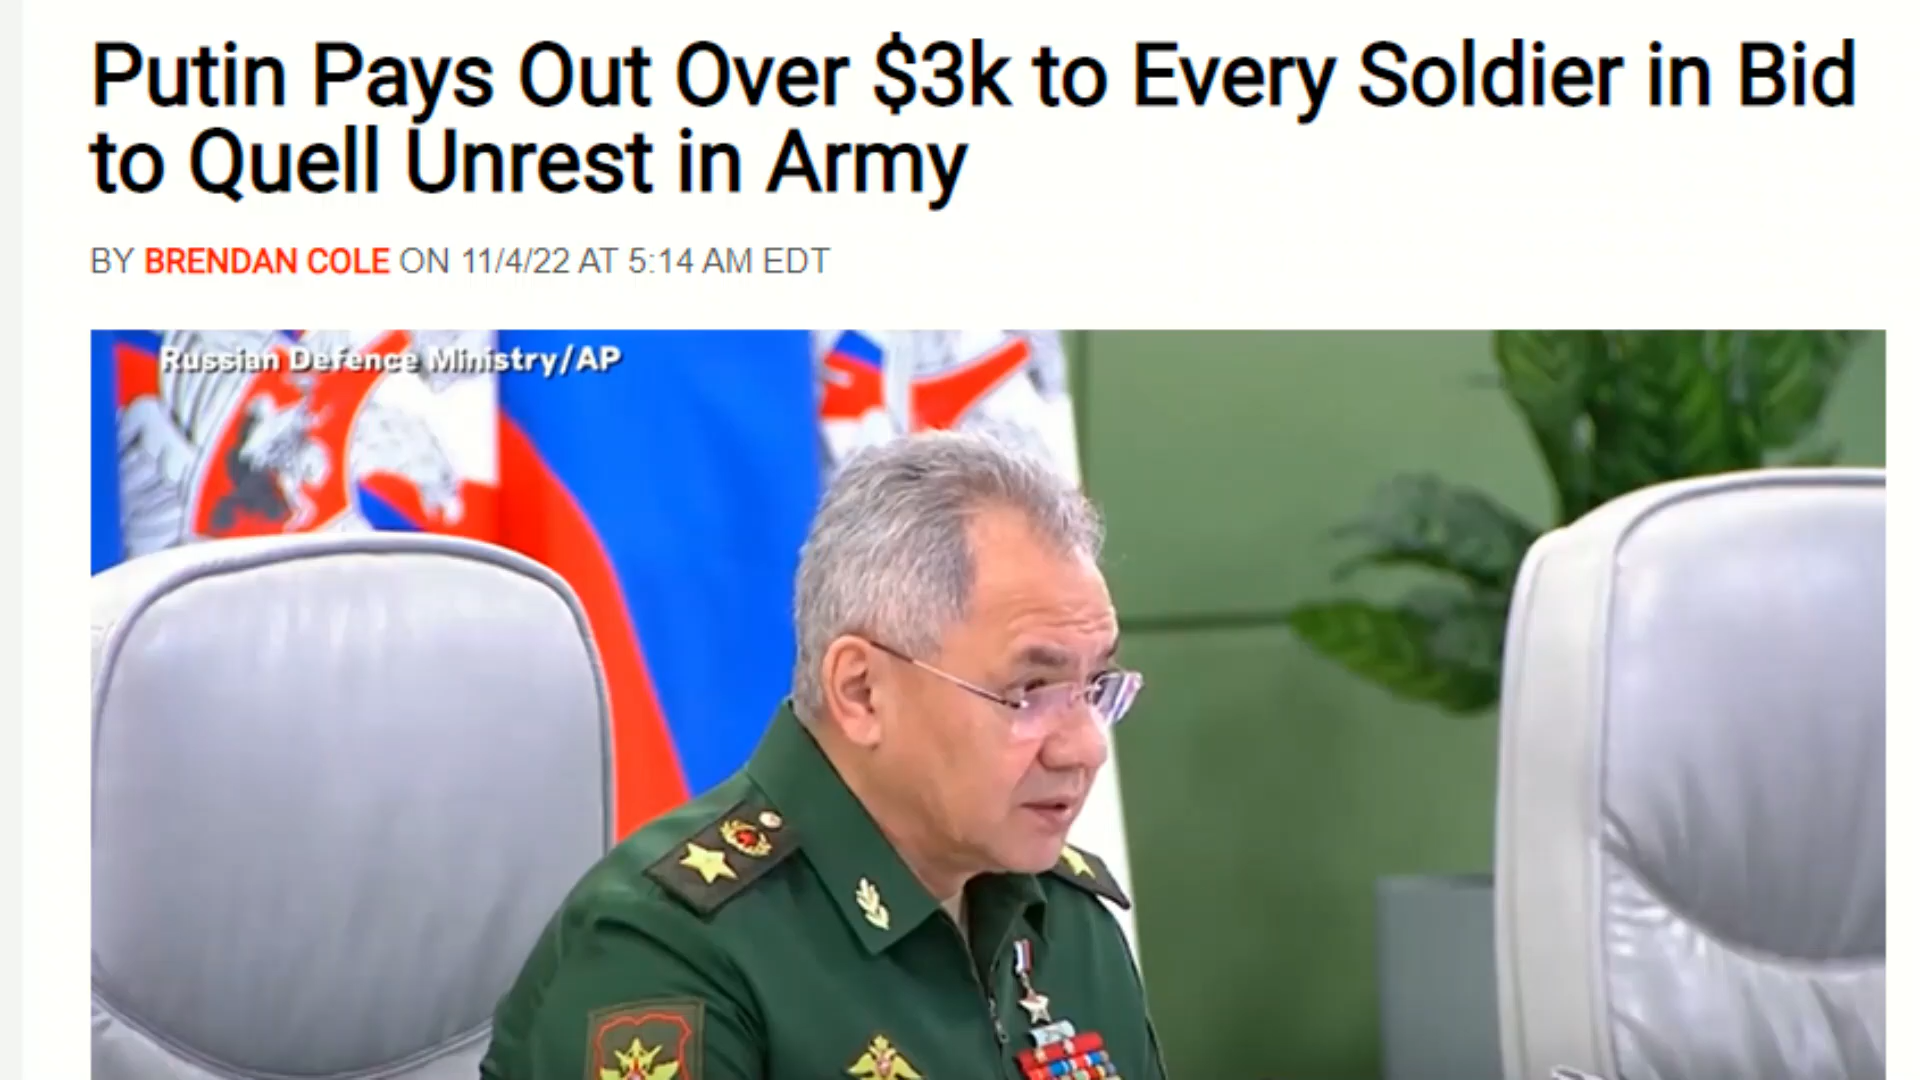 Putin Pays Out Over $3k to Every Soldier in Bid
to Quell Unrest in Army
BY BRENDAN COLE ON 11/4/22 AT 5:14 AM EDT
Russian Defence Ministry/AP